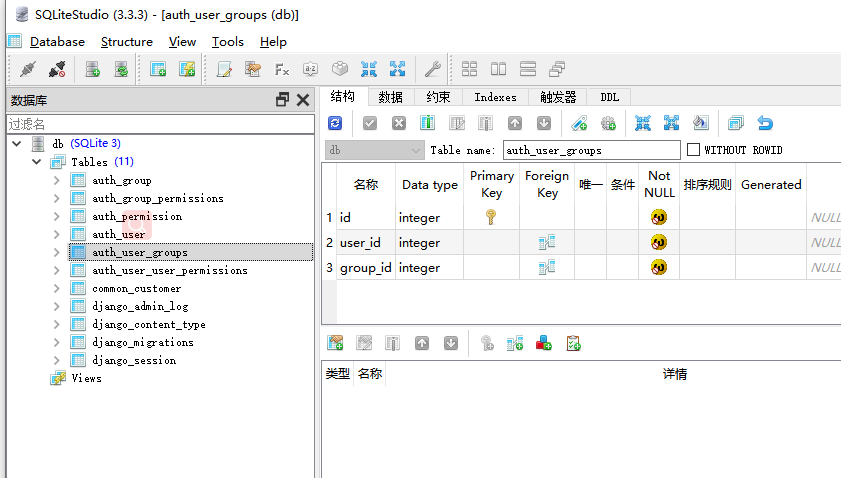 SQLiteStudio (3.3.3) - [auth_user_groups (db)]
Database Structure View Tools Help
数据库
过滤名
db (SQLite 3)
Tables (11)
auth_group
auth_group_permissions
auth_permission
auth_user
auth_user_groups
auth_user_user_permissions
common_customer
django_admin_log
django_content_type
django_migrations
django_session
Views
结构 数据 约束 Indexes 触发器 DDL
db Table name: auth_user_groups WITHOUT ROWID
名称 Data type Primary Key Foreign Key 唯一 条件 Not NULL 排序规则 Generated
1 id integer NULL
2 user_id integer NULL
3 group_id integer NULL
类型 名称 详情